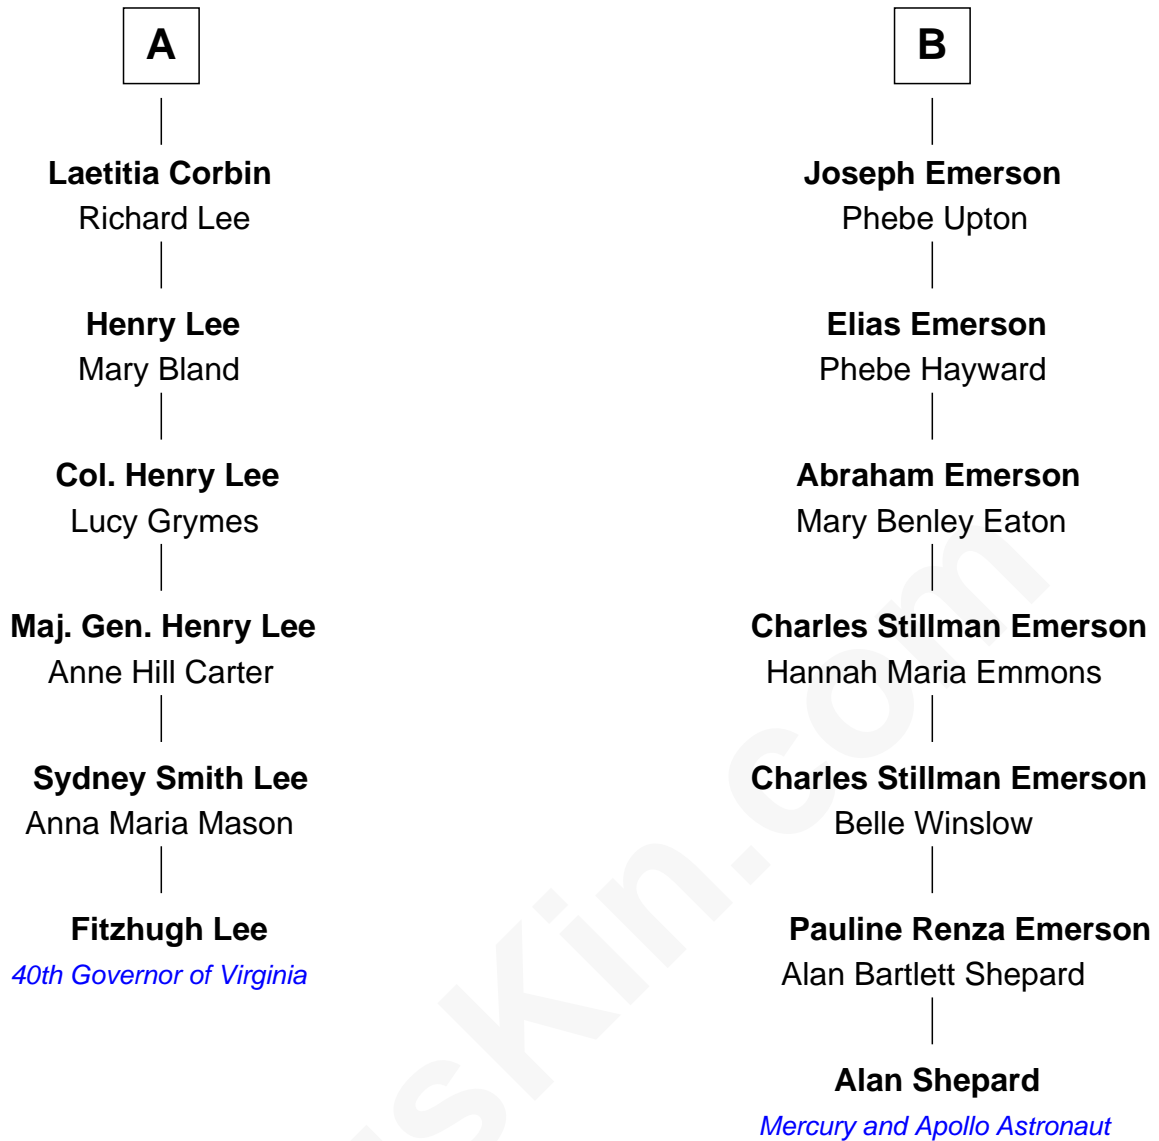 A
Laetitia Corbin
Richard Lee
Henry Lee
Mary Bland
Col. Henry Lee
Lucy Grymes
Maj. Gen. Henry Lee
Anne Hill Carter
Sydney Smith Lee
Anna Maria Mason
Fitzhugh Lee
40th Governor of Virginia
B
Joseph Emerson
Phebe Upton
Elias Emerson
Phebe Hayward
Abraham Emerson
Mary Benley Eaton
Charles Stillman Emerson
Hannah Maria Emmons
Charles Stillman Emerson
Belle Winslow
Pauline Renza Emerson
Alan Bartlett Shepard
Alan Shepard
Mercury and Apollo Astronaut
usKin.com